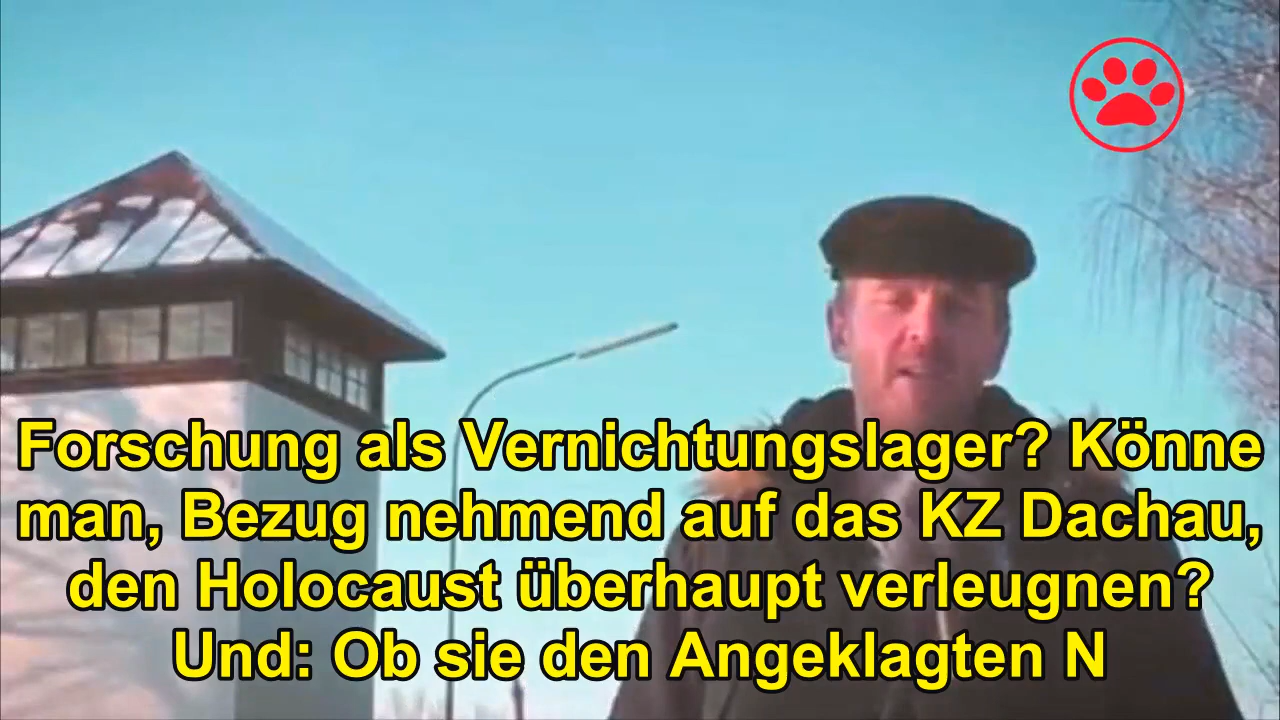 Forschung als Vernichtungslager? Könne
man, Bezug nehmend auf das KZ Dachau,
den Holocaust überhaupt verleugnen?
Und: Ob sie den Angeklagten N